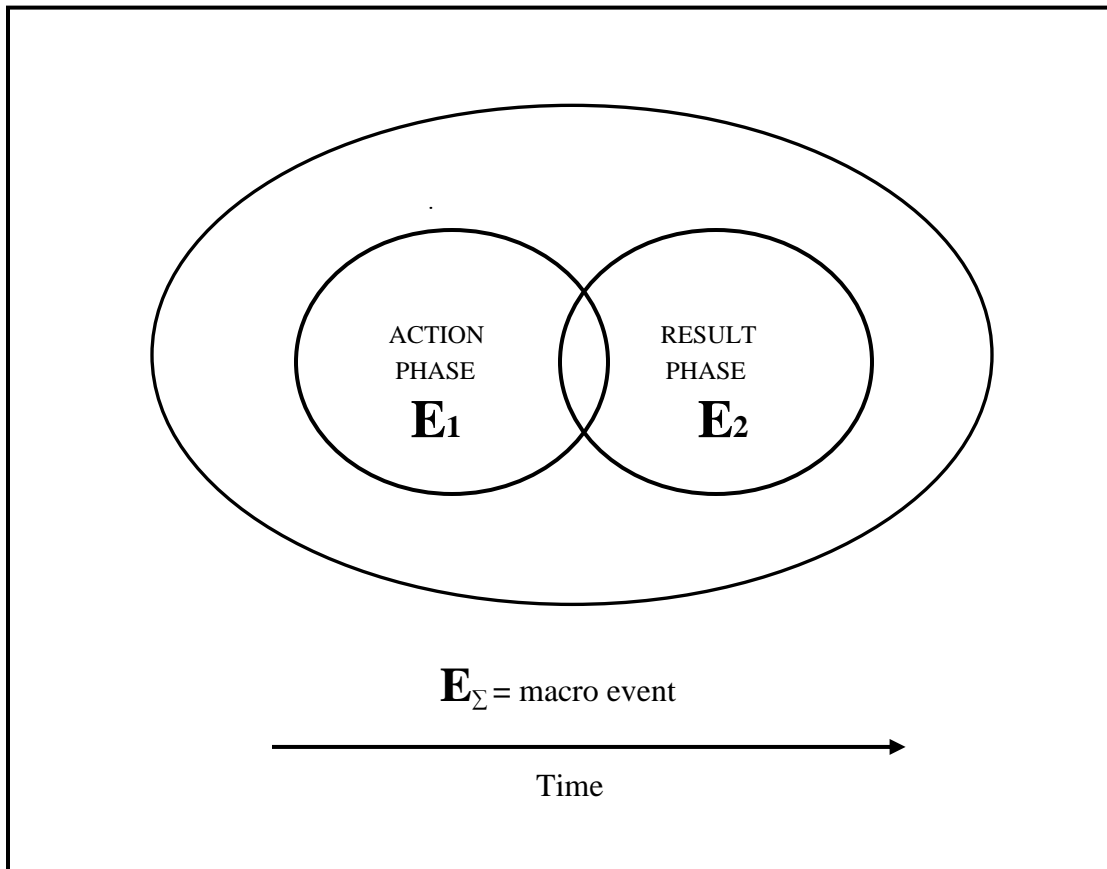 ACTION
PHASE
E1
RESULT
PHASE
E2
E∑ = macro event
Time